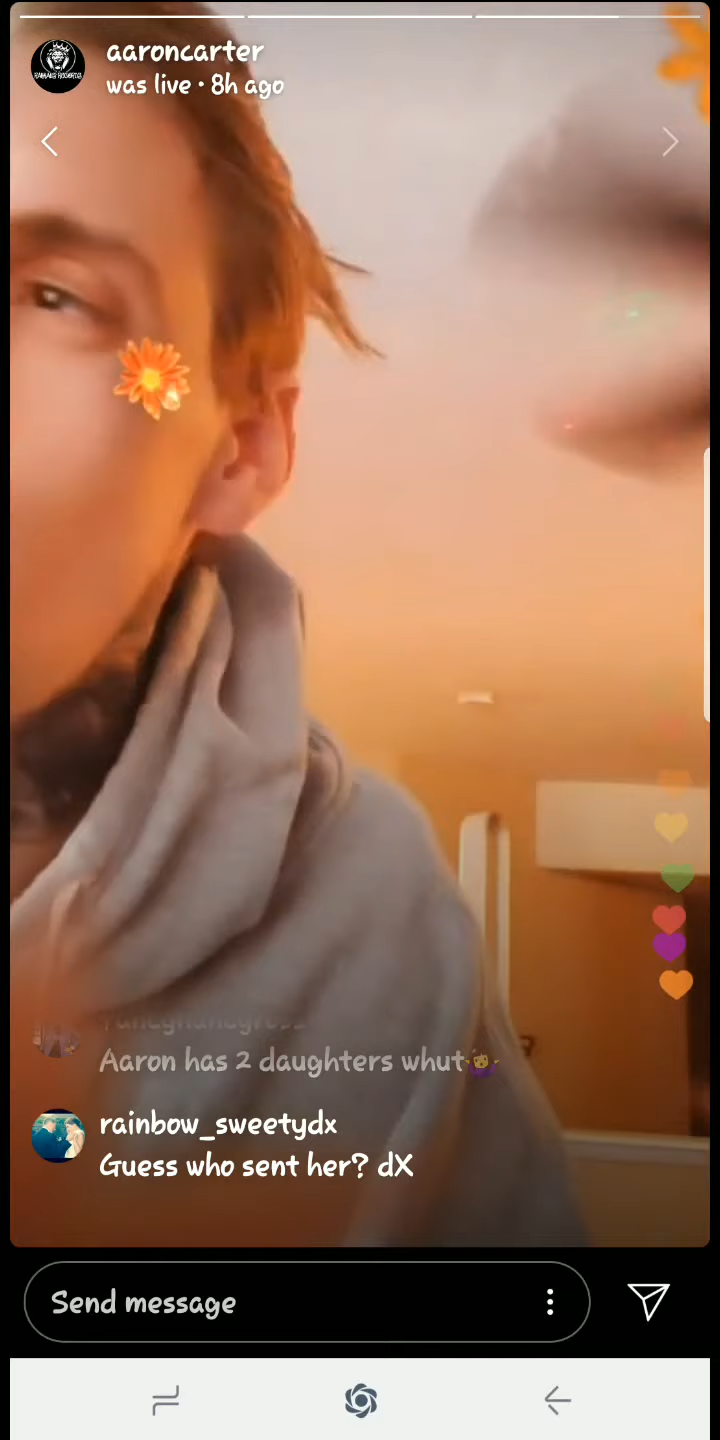 aaroncarter
was live • 8h ago
Aaron has 2 daughters whut🤷‍♀️
rainbow_sweetydx
Guess who sent her? dX
Send message